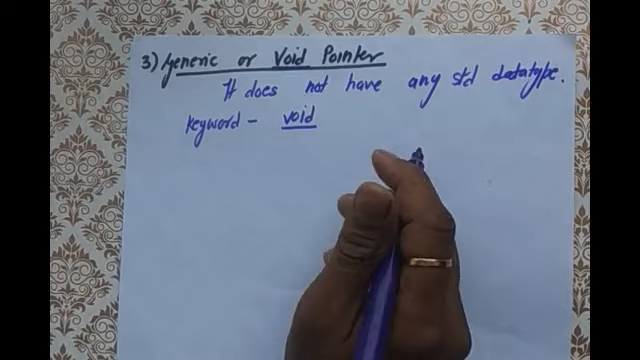 3) Generic or Void Pointer
It does not have any std datatype.
Keyword - void